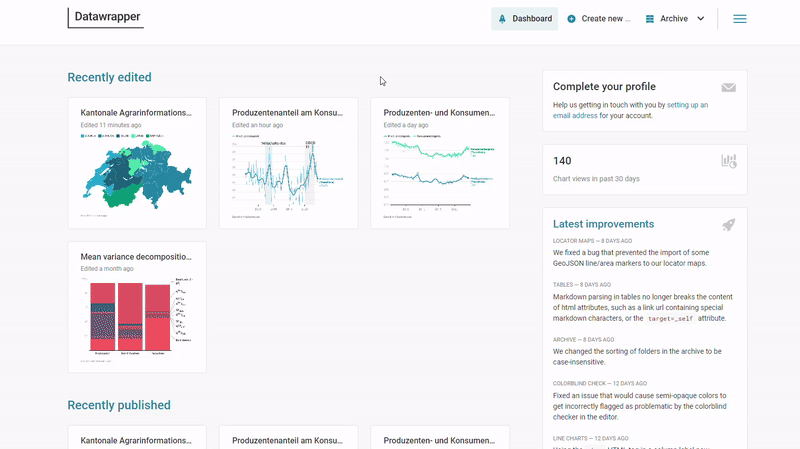 Datawrapper
Dashboard
Create new ...
Archive
Recently edited
Kantonale Agrarinformations...
Edited 11 minutes ago
Produzentenanteil am Konsu...
Edited an hour ago
Produzenten- und Konsumen...
Edited a day ago
Mean variance decompositio...
Edited a month ago
Recently published
Kantonale Agrarinformations...
Produzentenanteil am Konsu...
Produzenten- und Konsumen...
Complete your profile
Help us getting in touch with you by setting up an
email address for your account.
140
Chart views in past 30 days
Latest improvements
LOCATOR MAPS — 8 DAYS AGO
We fixed a bug that prevented the import of some
GeoJSON line/area markers to our locator maps.
TABLES — 8 DAYS AGO
Markdown parsing in tables no longer breaks the content
of html attributes, such as a link url containing special
markdown characters, or the target=_self attribute.
ARCHIVE — 8 DAYS AGO
We changed the sorting of folders in the archive to be
case-insensitive.
COLORBLIND CHECK — 12 DAYS AGO
Fixed an issue that would cause semi-opaque colors to
get incorrectly flagged as problematic by the colorblind
checker in the editor.
LINE CHARTS — 12 DAYS AGO